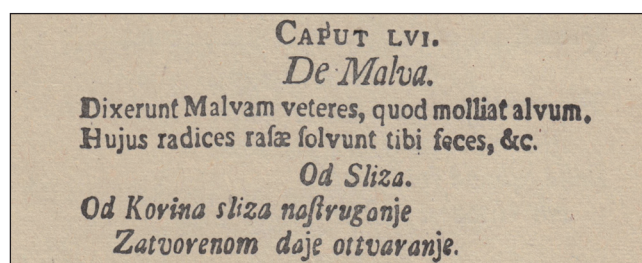 CAPUT LVI.
De Malva.
Dixerunt Malvam veteres, quod molliat alvum.
Hujus radices raſæ ſolvunt tibi feces, &c.
Od Sliza.
Od Korina sliza naſtruganje
Zatvorenom daje ottvaranje.